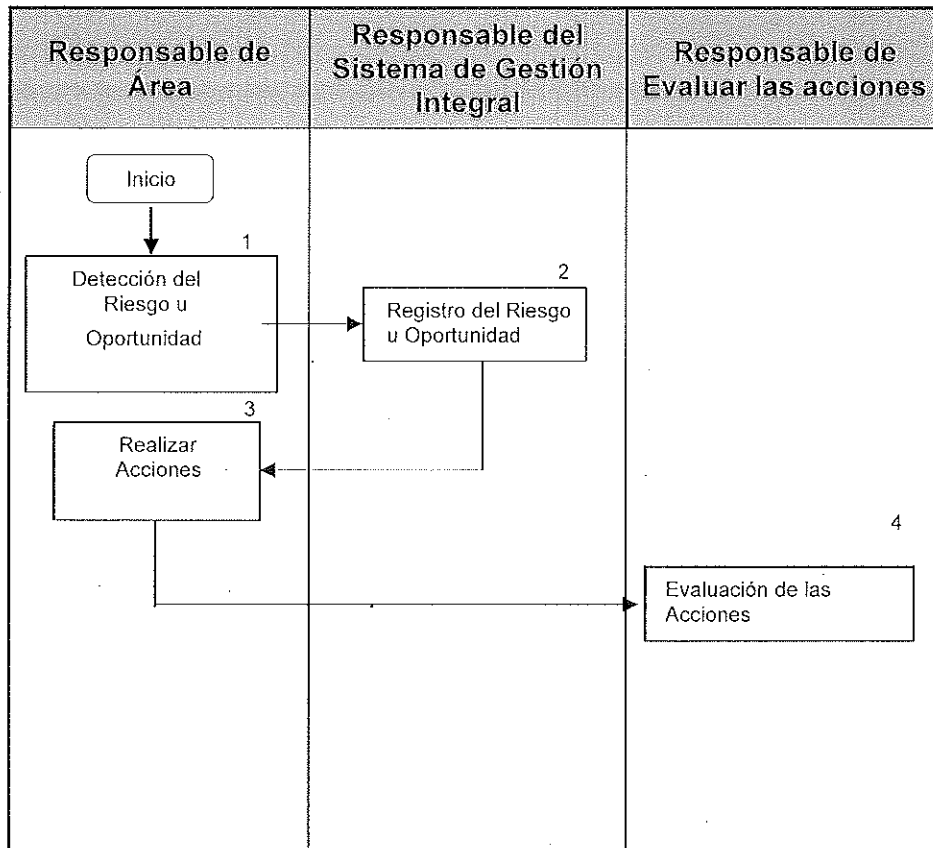 Responsable de
Área
Responsable del
Sistema de Gestión
Integral
Responsable de
Evaluar las acciones
Inicio
1
Detección del
Riesgo u
Oportunidad
2
Registro del Riesgo
u Oportunidad
3
Realizar
Acciones
4
Evaluación de las
Acciones